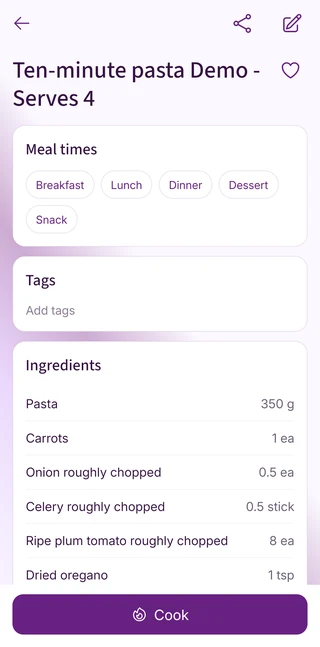 Ten-minute pasta Demo -
Serves 4
Meal times
Breakfast Lunch Dinner Dessert
Snack
Tags
Add tags
Ingredients
Pasta 350 g
Carrots 1 ea
Onion roughly chopped 0.5 ea
Celery roughly chopped 0.5 stick
Ripe plum tomato roughly chopped 8 ea
Dried oregano 1 tsp
Cook